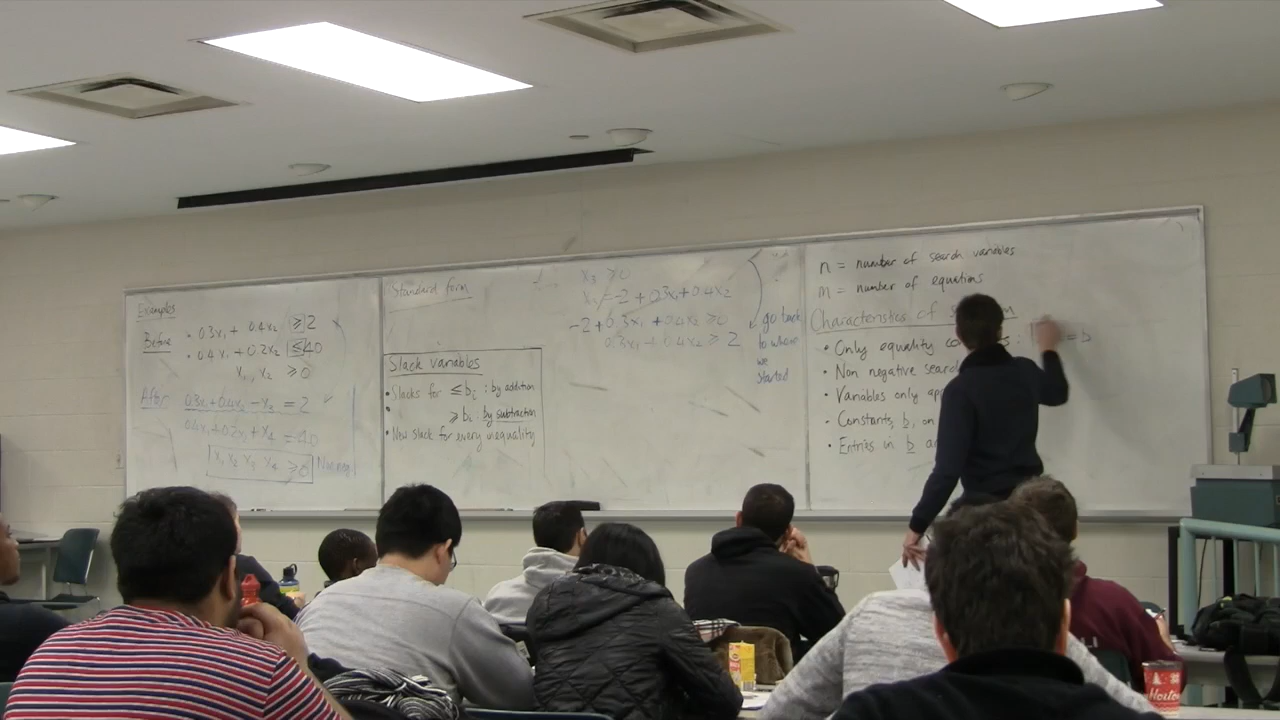 Examples
Before
• 0.3x₁ + 0.4x₂ ≥ 2
• 0.4x₁ + 0.2x₂ ≤ 40
x₁, x₂ ≥ 0
After
0.3x₁ + 0.4x₂ - x₃ = 2
0.4x₁ + 0.2x₂ + x₄ = 40
x₁ x₂ x₃ x₄ ≥ 0
Standard form
Slack variables
• Slacks for ≤ bᵢ : by addition
• ≥ bᵢ : by subtraction
• New slack for every inequality
x₃ ≥ 0
-2 + 0.3x₁ + 0.4x₂
-2 + 0.3x₁ + 0.4x₂ ≥ 0
0.3x₁ + 0.4x₂ ≥ 2
go back
to where
we
started
n = number of search variables
m = number of equations
Characteristics of
• Only equality : = b
• Non negative
• Variables only
• Constants, b,
• Entries in b
Horton